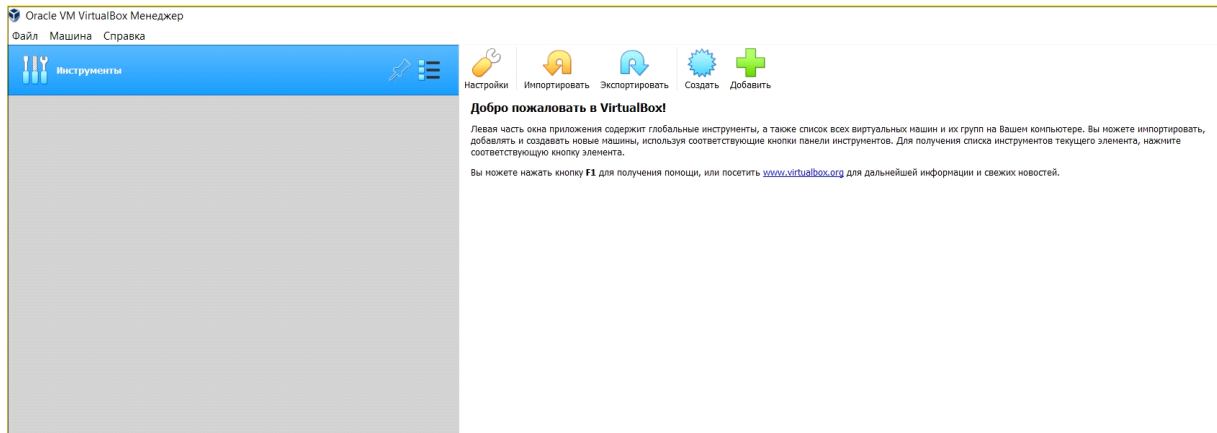 Oracle VM VirtualBox Менеджер
Файл Машина Справка
Инструменты
Настройки Импортировать Экспортировать Создать Добавить
Добро пожаловать в VirtualBox!
Левая часть окна приложения содержит глобальные инструменты, а также список всех виртуальных машин и их групп на Вашем компьютере. Вы можете импортировать,
добавлять и создавать новые машины, используя соответствующие кнопки панели инструментов. Для получения списка инструментов текущего элемента, нажмите
соответствующую кнопку элемента.
Вы можете нажать кнопку F1 для получения помощи, или посетить www.virtualbox.org для дальнейшей информации и свежих новостей.